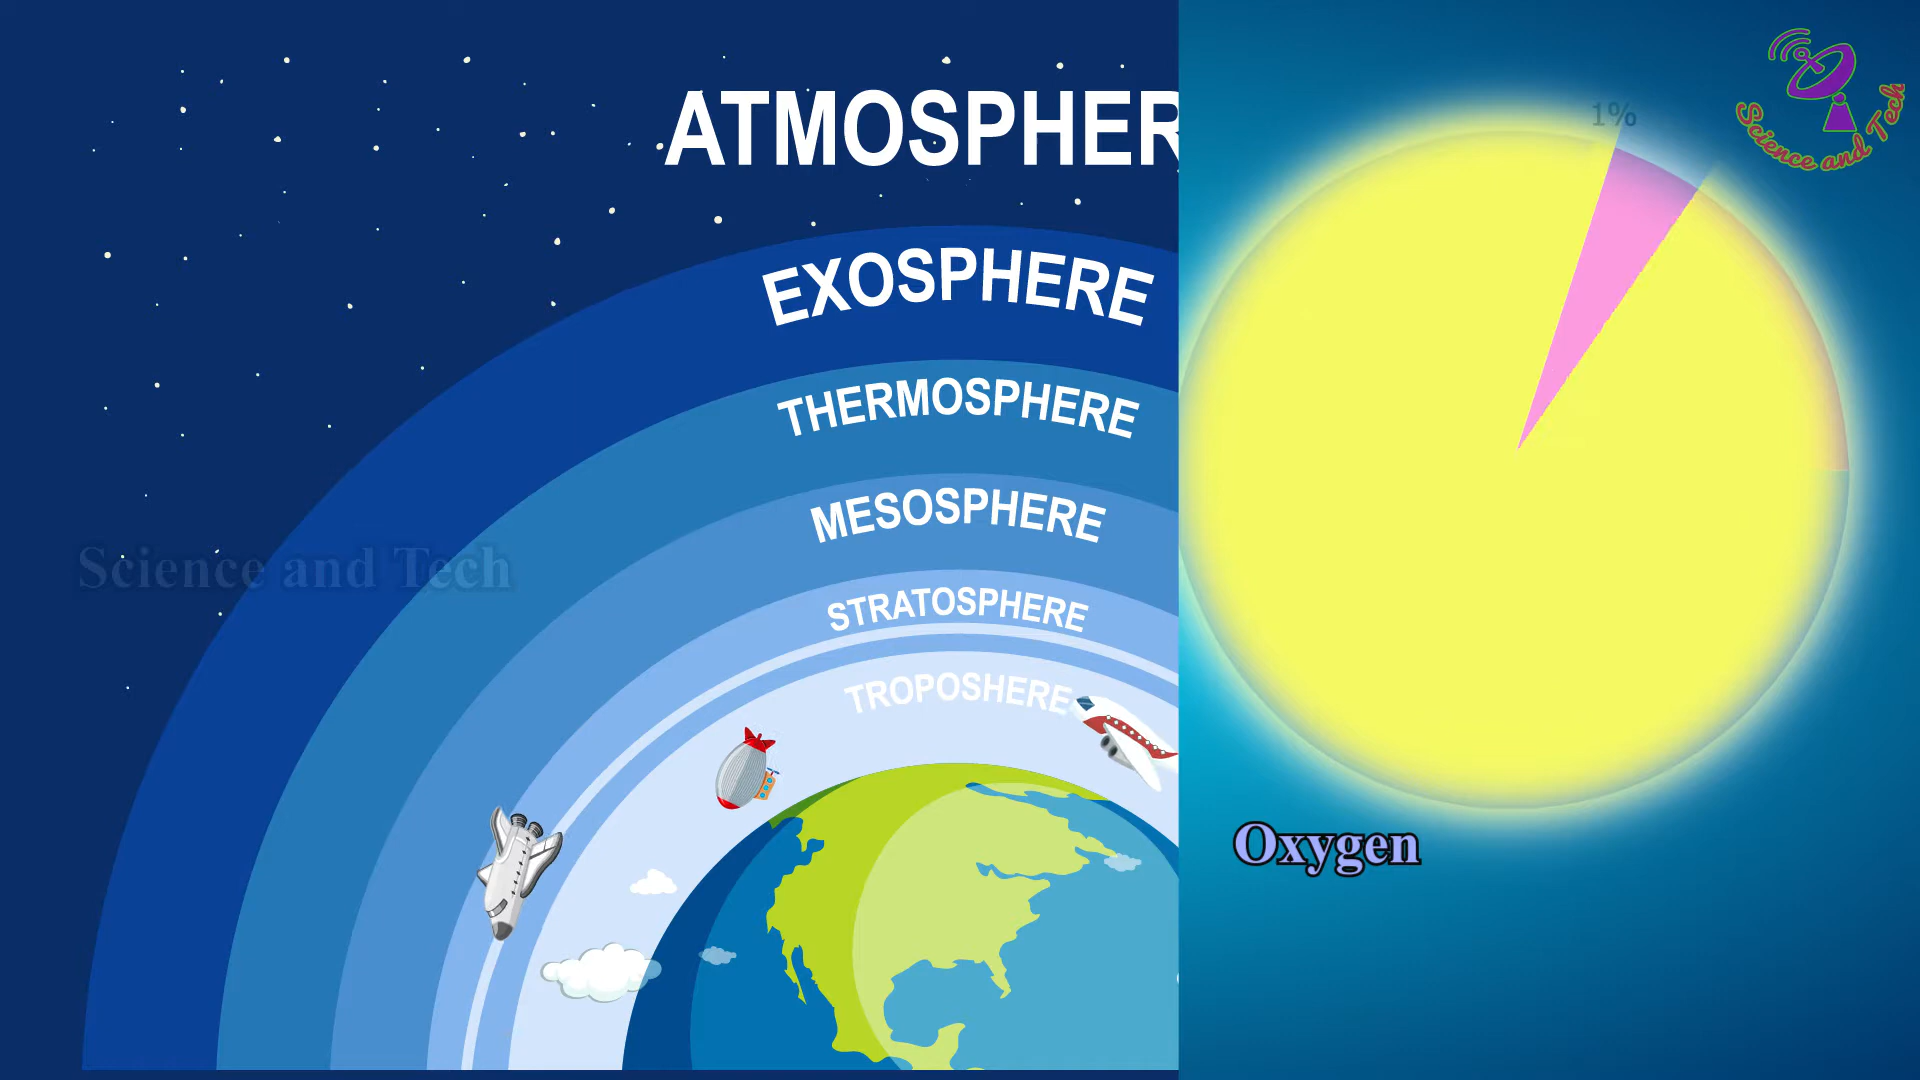 ATMOSPHER
EXOSPHERE
THERMOSPHERE
MESOSPHERE
STRATOSPHERE
TROPOSHERE
Science and Tech
1%
Science and Tech
Oxygen